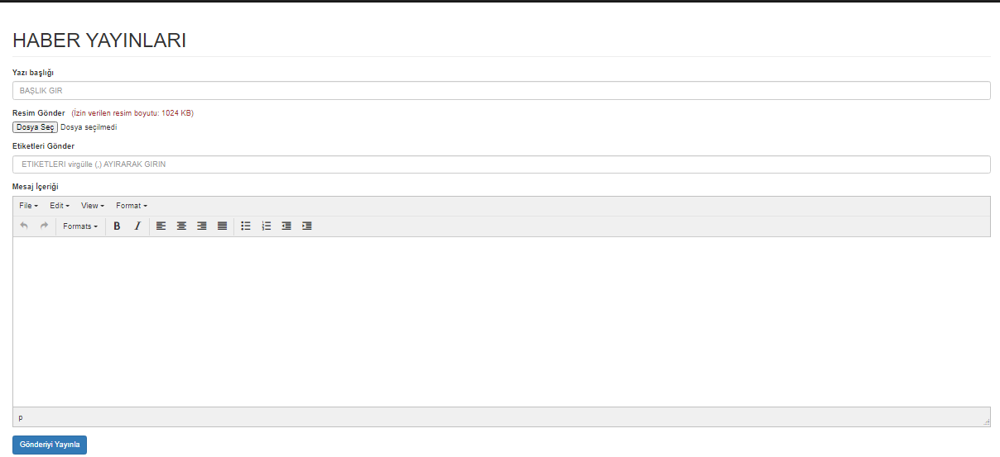 HABER YAYINLARI
Yazı başlığı
BAŞLIK GIR
Resim Gönder (İzin verilen resim boyutu: 1024 KB)
Dosya Seç Dosya seçilmedi
Etiketleri Gönder
ETIKETLERI virgülle (,) AYIRARAK GIRIN
Mesaj İçeriği
File Edit View Format
Formats B I
p
Gönderiyi Yayınla